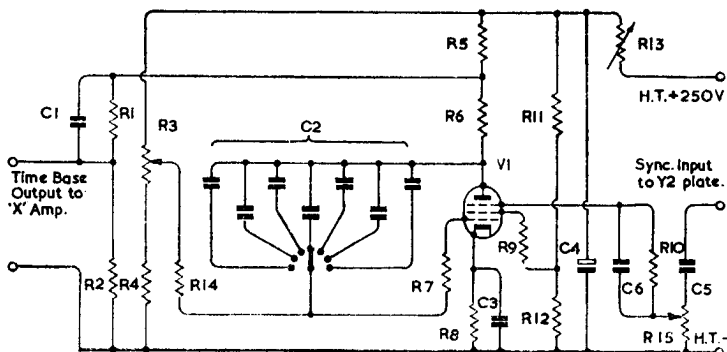 R5
R13
C1
R1
R3
C2
R6
R11
H.T.+250V
V1
Time Base
Output to
'X' Amp.
Sync. Input
to Y2 plate.
R2
R4
R14
R7
R9
C4
R10
C6
C5
R8
C3
R12
R15
H.T.-